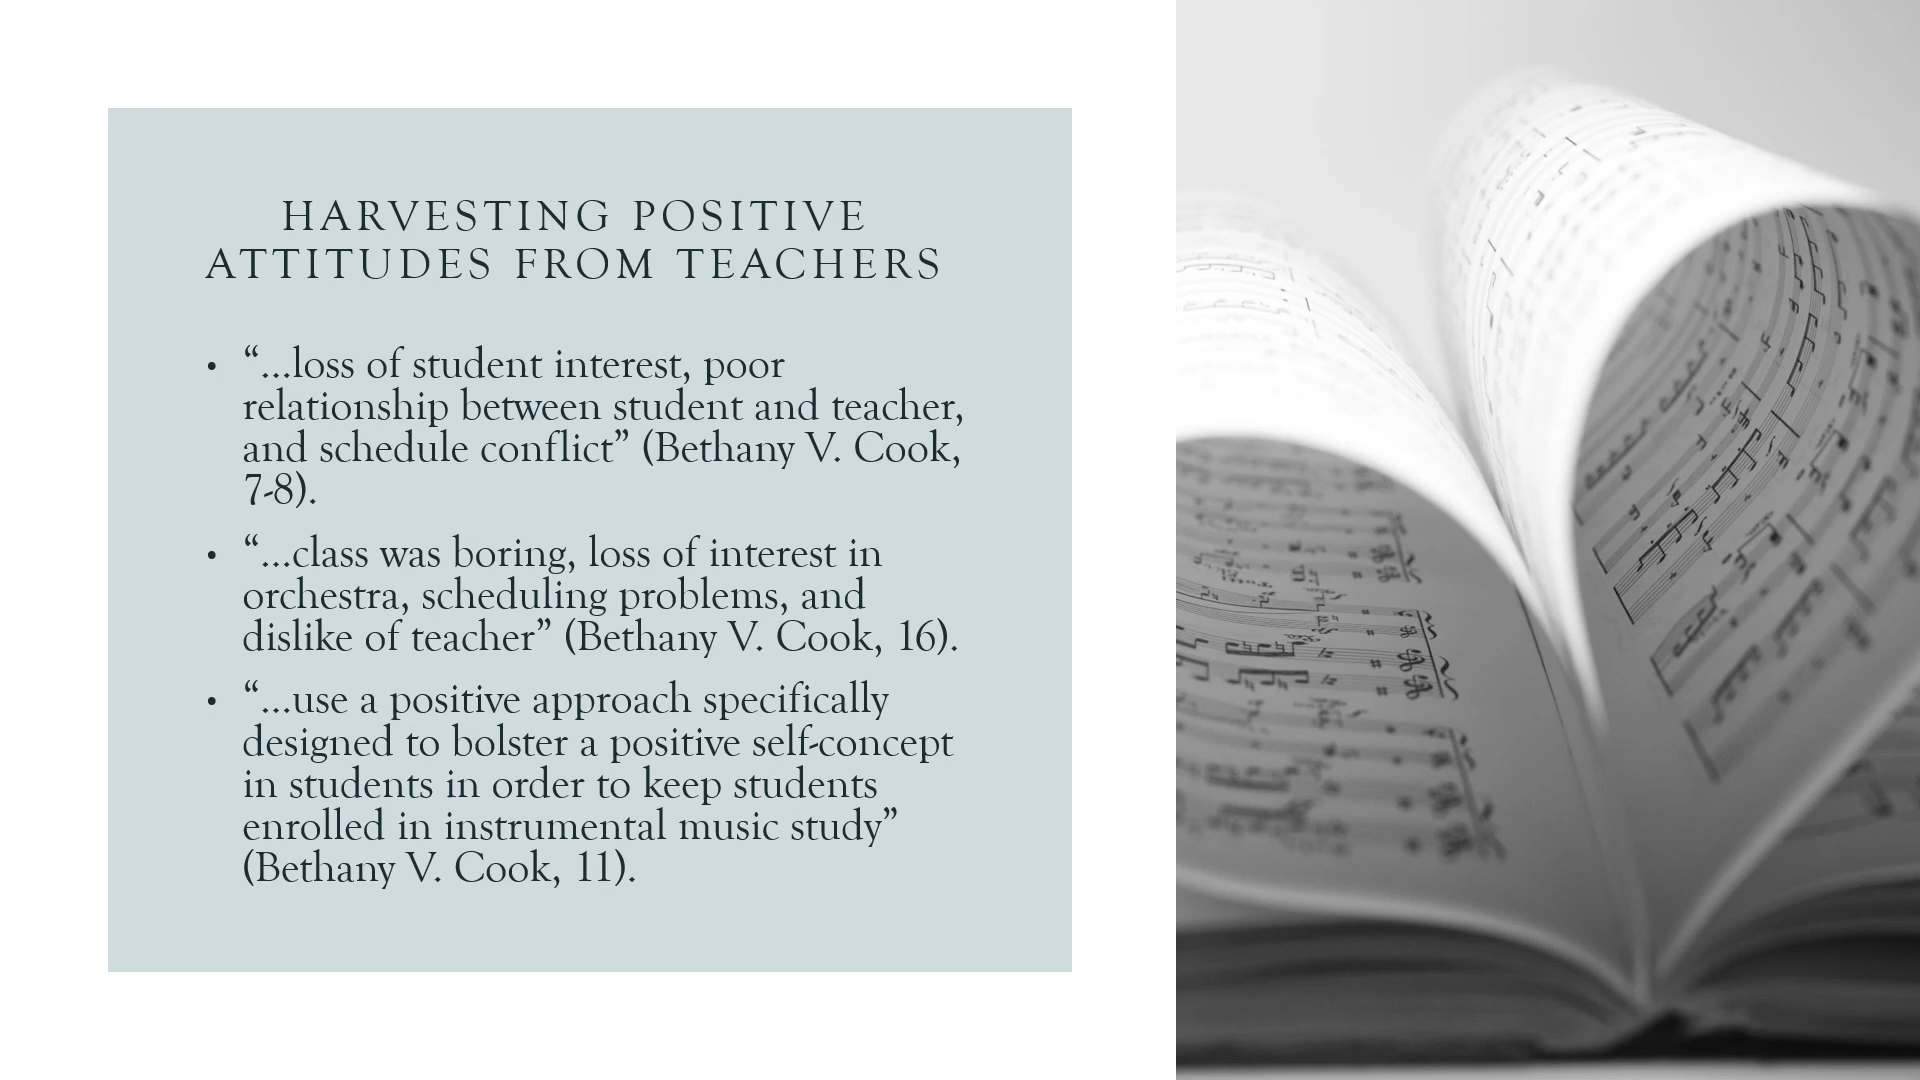 HARVESTING POSITIVE
ATTITUDES FROM TEACHERS
• “…loss of student interest, poor
relationship between student and teacher,
and schedule conflict” (Bethany V. Cook,
7-8).
• “…class was boring, loss of interest in
orchestra, scheduling problems, and
dislike of teacher” (Bethany V. Cook, 16).
• “…use a positive approach specifically
designed to bolster a positive self-concept
in students in order to keep students
enrolled in instrumental music study”
(Bethany V. Cook, 11).